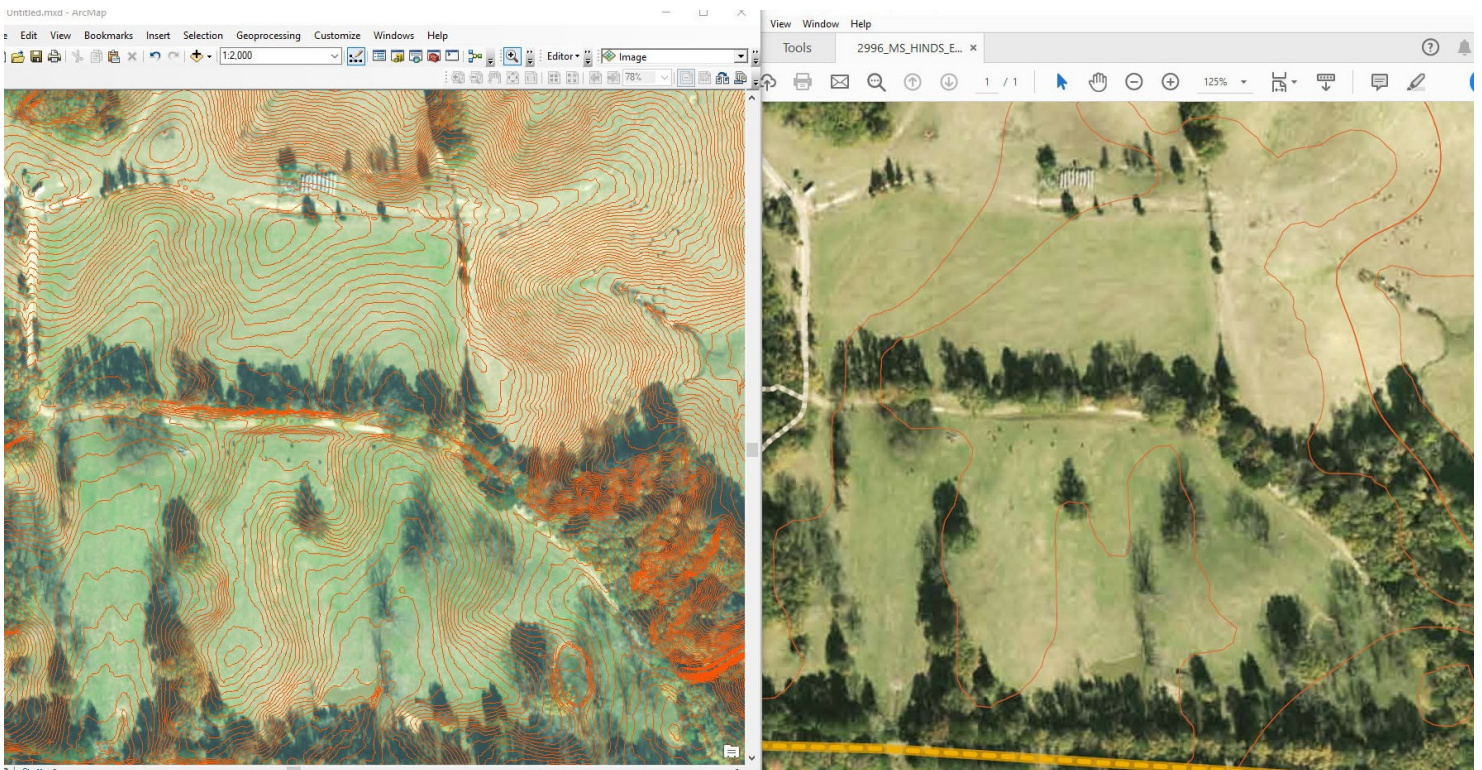 Untitled.mxd - ArcMap
Edit View Bookmarks Insert Selection Geoprocessing Customize Windows Help
1:2,000
Editor
Image
78%
View Window Help
Tools
2996_MS_HINDS_E...
1 / 1
125%